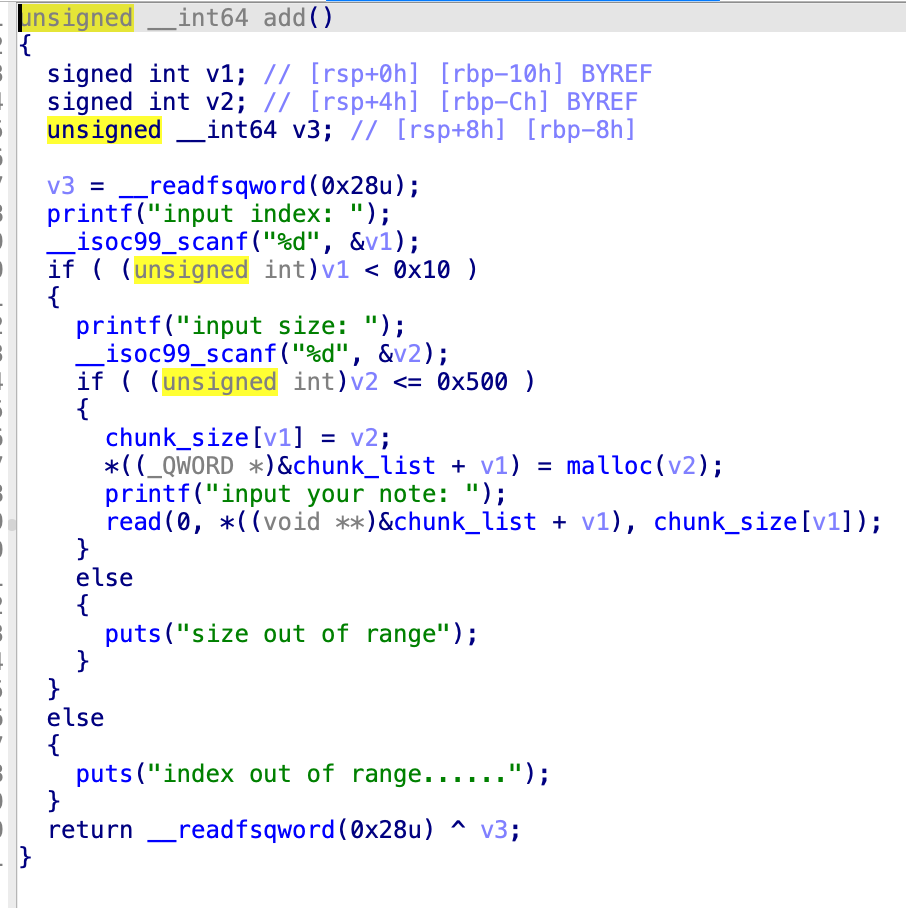 unsigned __int64 add()
{
  signed int v1; // [rsp+0h] [rbp-10h] BYREF
  signed int v2; // [rsp+4h] [rbp-Ch] BYREF
  unsigned __int64 v3; // [rsp+8h] [rbp-8h]

  v3 = __readfsqword(0x28u);
  printf("input index: ");
  __isoc99_scanf("%d", &v1);
  if ( (unsigned int)v1 < 0x10 )
  {
    printf("input size: ");
    __isoc99_scanf("%d", &v2);
    if ( (unsigned int)v2 <= 0x500 )
    {
      chunk_size[v1] = v2;
      *((_QWORD *)&chunk_list + v1) = malloc(v2);
      printf("input your note: ");
      read(0, *((void **)&chunk_list + v1), chunk_size[v1]);
    }
    else
    {
      puts("size out of range");
    }
  }
  else
  {
    puts("index out of range......");
  }
  return __readfsqword(0x28u) ^ v3;
}